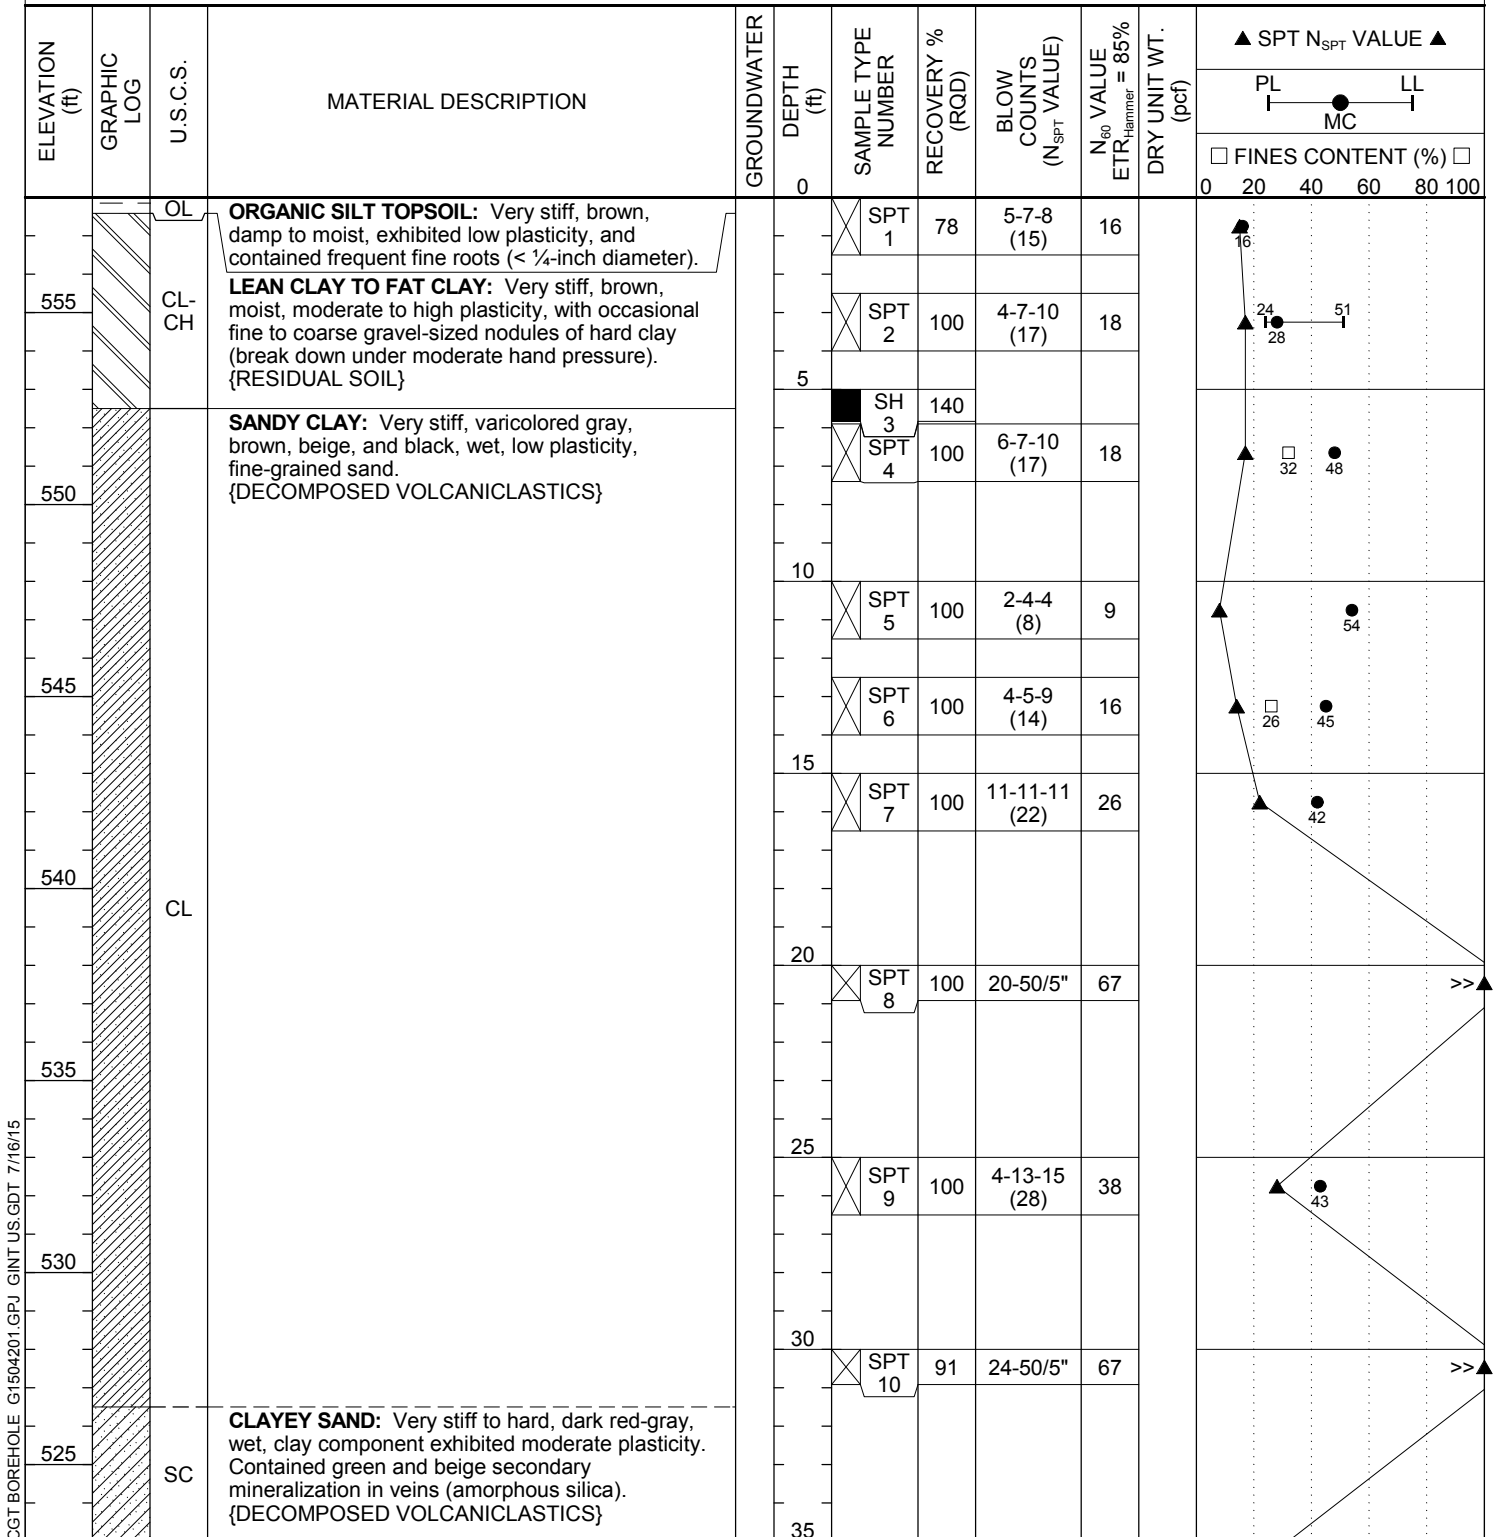 ELEVATION
(ft)
GRAPHIC
LOG
U.S.C.S.
MATERIAL DESCRIPTION
GROUNDWATER
DEPTH
(ft)
SAMPLE TYPE
NUMBER
RECOVERY %
(RQD)
BLOW
COUNTS
(N_SPT VALUE)
N_60 VALUE
ETR_Hammer = 85%
DRY UNIT WT.
(pcf)
▲ SPT N_SPT VALUE ▲
PL LL
MC
□ FINES CONTENT (%) □
0
0 20 40 60 80 100
OL
ORGANIC SILT TOPSOIL: Very stiff, brown,
damp to moist, exhibited low plasticity, and
contained frequent fine roots (< ¼-inch diameter).
SPT
1
78
5-7-8
(15)
16
16
LEAN CLAY TO FAT CLAY: Very stiff, brown,
moist, moderate to high plasticity, with occasional
fine to coarse gravel-sized nodules of hard clay
(break down under moderate hand pressure).
{RESIDUAL SOIL}
555
CL-
CH
SPT
2
100
4-7-10
(17)
18
24 51
28
5
SH
3
140
SANDY CLAY: Very stiff, varicolored gray,
brown, beige, and black, wet, low plasticity,
fine-grained sand.
{DECOMPOSED VOLCANICLASTICS}
SPT
4
100
6-7-10
(17)
18
32 48
550
10
SPT
5
100
2-4-4
(8)
9
54
545
SPT
6
100
4-5-9
(14)
16
26 45
15
SPT
7
100
11-11-11
(22)
26
42
540
CL
20
SPT
8
100
20-50/5"
67
>>
535
25
SPT
9
100
4-13-15
(28)
38
43
530
30
SPT
10
91
24-50/5"
67
>>
CLAYEY SAND: Very stiff to hard, dark red-gray,
wet, clay component exhibited moderate plasticity.
Contained green and beige secondary
mineralization in veins (amorphous silica).
{DECOMPOSED VOLCANICLASTICS}
525
SC
35
CGT BOREHOLE G1504201.GPJ GINT US.GDT 7/16/15